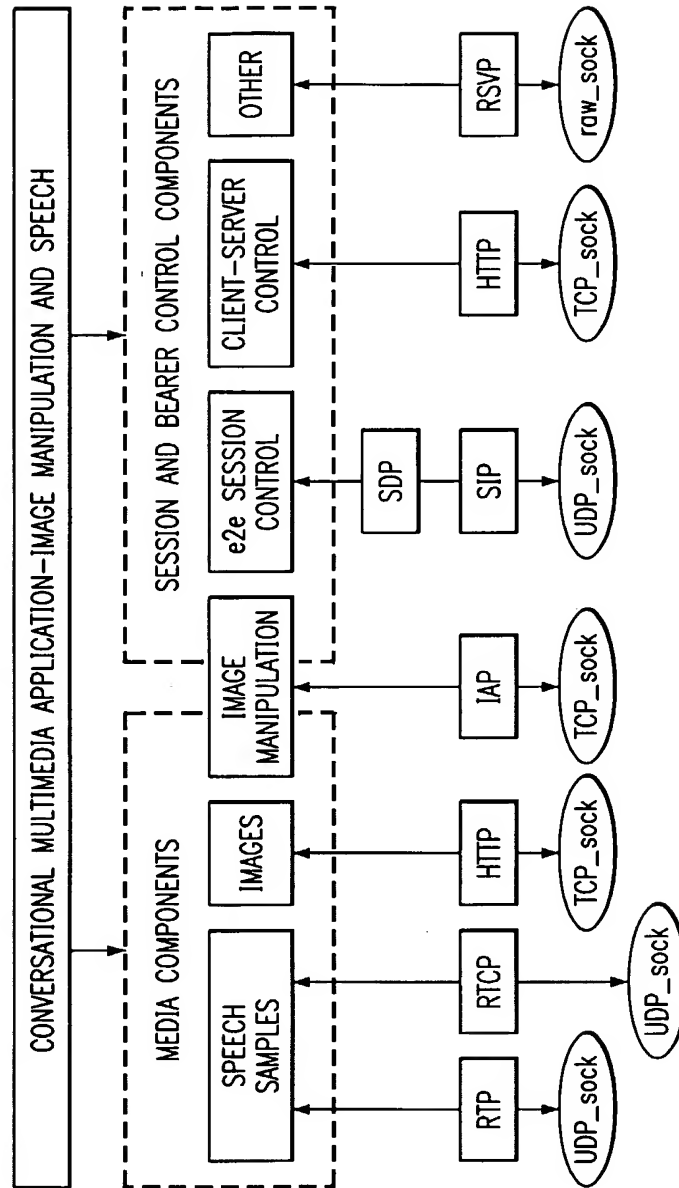 CONVERSATIONAL MULTIMEDIA APPLICATION-IMAGE MANIPULATION AND SPEECH
MEDIA COMPONENTS
SESSION AND BEARER CONTROL COMPONENTS
SPEECH
SAMPLES
IMAGES
IMAGE
MANIPULATION
e2e SESSION
CONTROL
CLIENT-SERVER
CONTROL
OTHER
SDP
RTP
RTCP
HTTP
IAP
SIP
HTTP
RSVP
UDP_sock
UDP_sock
TCP_sock
TCP_sock
UDP_sock
TCP_sock
raw_sock